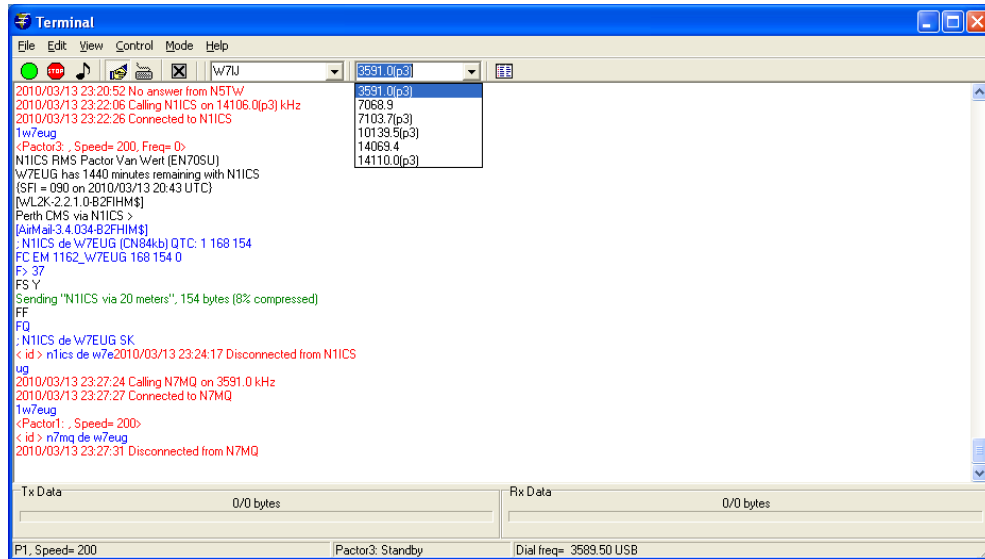 Terminal
File Edit View Control Mode Help
STOP W7IJ 3591.0(p3)
3591.0(p3)
7068.9
7103.7(p3)
10139.5(p3)
14069.4
14110.0(p3)
2010/03/13 23:20:52 No answer from N5TW
2010/03/13 23:22:06 Calling N1ICS on 14106.0(p3) kHz
2010/03/13 23:22:26 Connected to N1ICS
1w7eug
<Pactor3: , Speed= 200, Freq= 0>
N1ICS RMS Pactor Van Wert (EN70SU)
W7EUG has 1440 minutes remaining with N1ICS
{SFI = 090 on 2010/03/13 20:43 UTC}
[WL2K-2.2.1.0-B2FIHM$]
Perth CMS via N1ICS >
[AirMail-3.4.034-B2FHIM$]
; N1ICS de W7EUG (CN84kb) QTC: 1 168 154
FC EM 1162_W7EUG 168 154 0
F> 37
FS Y
Sending "N1ICS via 20 meters", 154 bytes (8% compressed)
FF
FQ
; N1ICS de W7EUG SK
< id > n1ics de w7e2010/03/13 23:24:17 Disconnected from N1ICS
ug
2010/03/13 23:27:24 Calling N7MQ on 3591.0 kHz
2010/03/13 23:27:27 Connected to N7MQ
1w7eug
<Pactor1: , Speed= 200>
< id > n7mq de w7eug
2010/03/13 23:27:31 Disconnected from N7MQ
Tx Data
0/0 bytes
Rx Data
0/0 bytes
P1, Speed= 200
Pactor3: Standby
Dial freq= 3589.50 USB